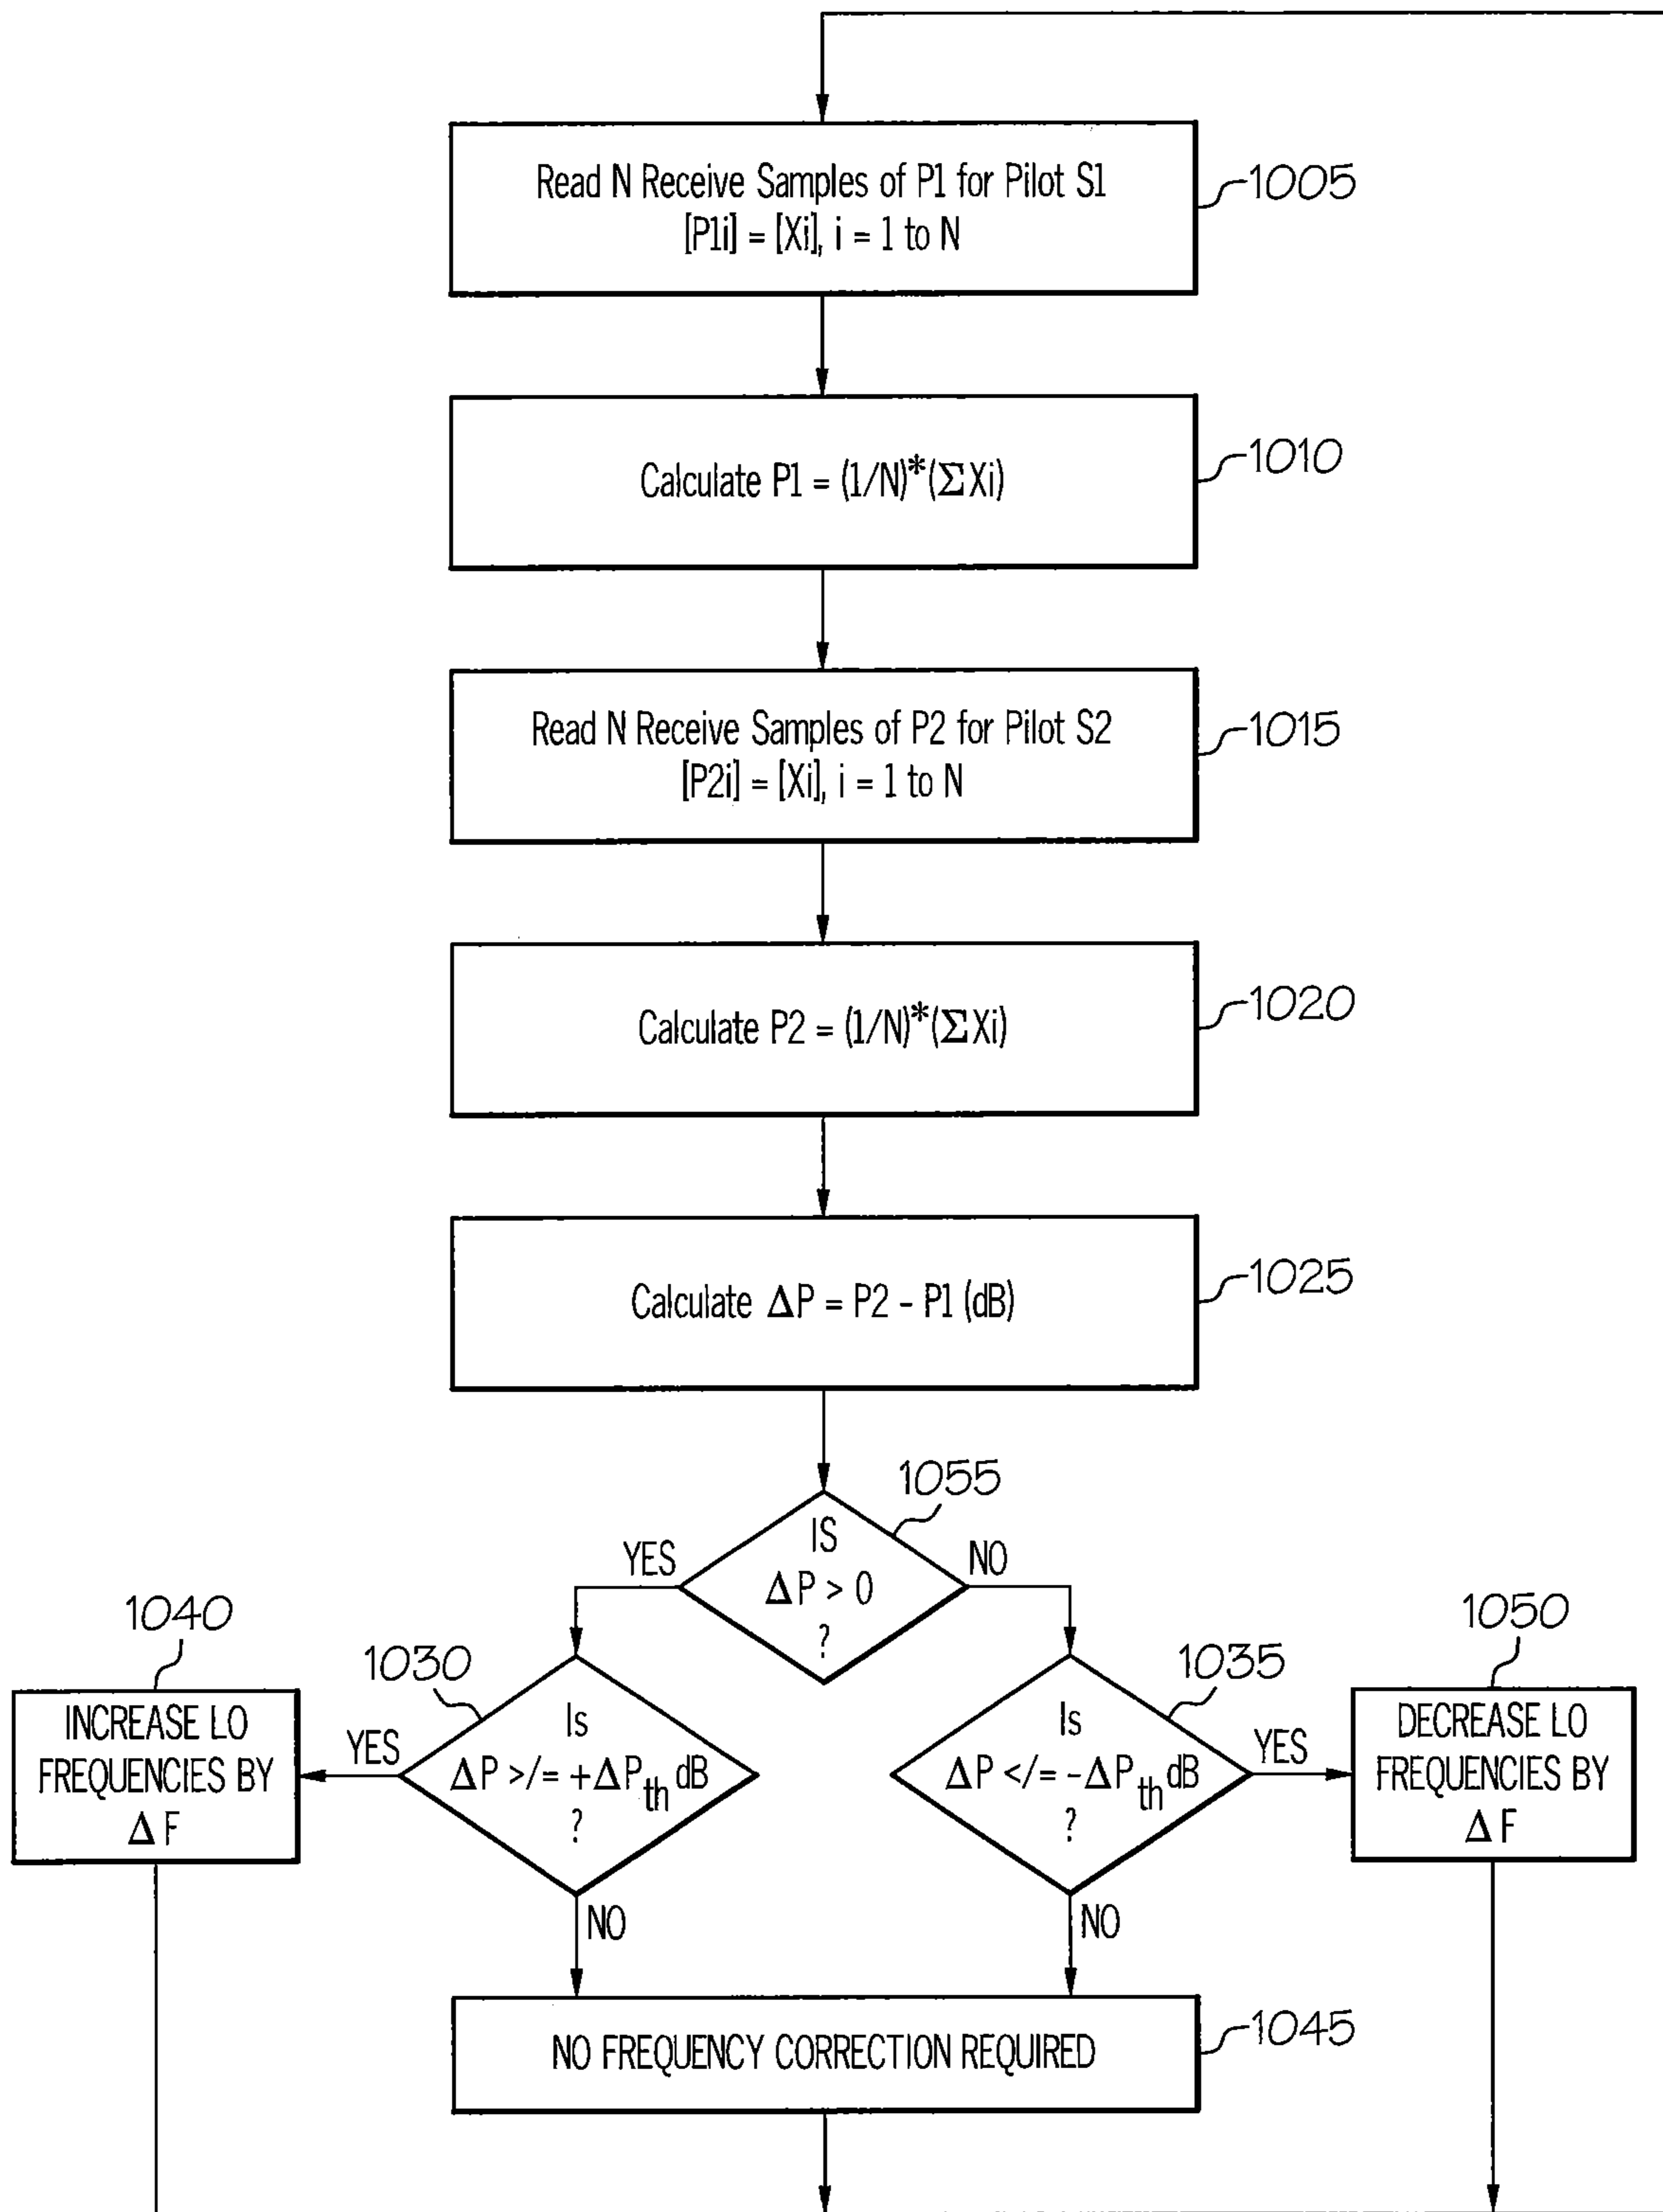 Read N Receive Samples of P1 for Pilot S1
[P1i] = [Xi], i = 1 to N
1005
Calculate P1 = (1/N)*(ΣXi)
1010
Read N Receive Samples of P2 for Pilot S2
[P2i] = [Xi], i = 1 to N
1015
Calculate P2 = (1/N)*(ΣXi)
1020
Calculate ΔP = P2 - P1 (dB)
1025
1055
IS
ΔP > 0
?
YES
NO
1040
INCREASE LO
FREQUENCIES BY
ΔF
YES
1030
Is
ΔP >/= +ΔPth dB
?
NO
1035
Is
ΔP </= -ΔPth dB
?
NO
YES
1050
DECREASE LO
FREQUENCIES BY
ΔF
NO FREQUENCY CORRECTION REQUIRED
1045